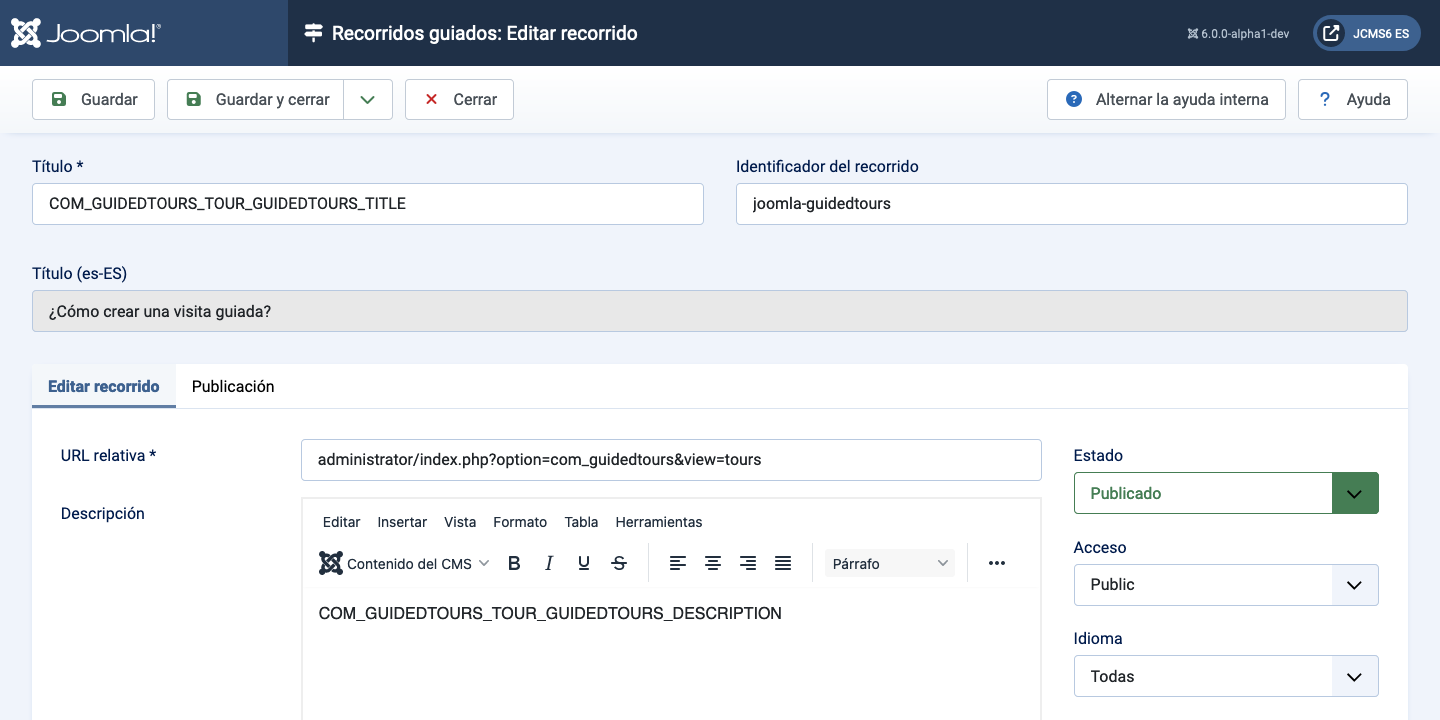 Joomla!®
Recorridos guiados: Editar recorrido
6.0.0-alpha1-dev
JCMS6 ES
Guardar
Guardar y cerrar
Cerrar
Alternar la ayuda interna
Ayuda
Título *
Identificador del recorrido
COM_GUIDEDTOURS_TOUR_GUIDEDTOURS_TITLE
joomla-guidedtours
Título (es-ES)
¿Cómo crear una visita guiada?
Editar recorrido
Publicación
URL relativa *
administrator/index.php?option=com_guidedtours&view=tours
Descripción
Editar Insertar Vista Formato Tabla Herramientas
Contenido del CMS
B I U S
Párrafo
COM_GUIDEDTOURS_TOUR_GUIDEDTOURS_DESCRIPTION
Estado
Publicado
Acceso
Public
Idioma
Todas